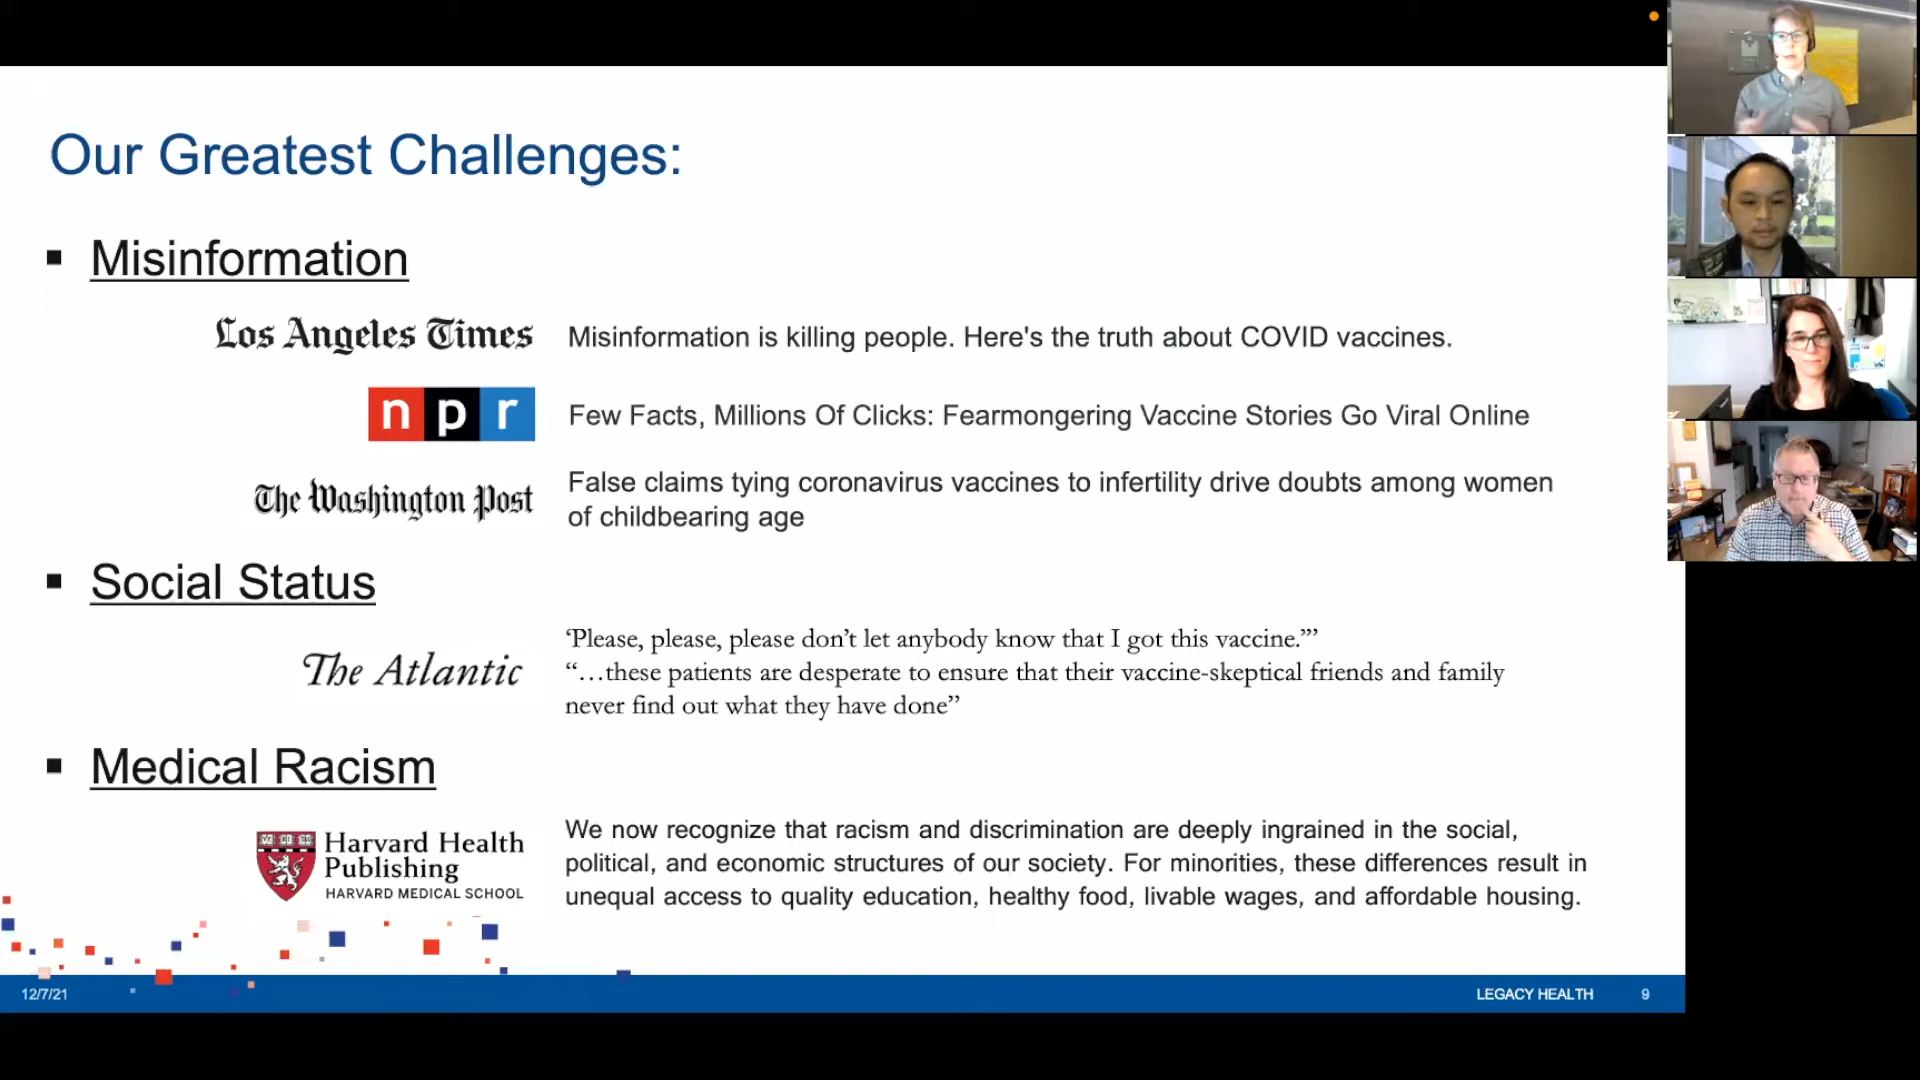 Our Greatest Challenges:
▪ Misinformation
Los Angeles Times
Misinformation is killing people. Here's the truth about COVID vaccines.
npr
Few Facts, Millions Of Clicks: Fearmongering Vaccine Stories Go Viral Online
The Washington Post
False claims tying coronavirus vaccines to infertility drive doubts among women
of childbearing age
▪ Social Status
The Atlantic
‘Please, please, please don’t let anybody know that I got this vaccine.”’
“…these patients are desperate to ensure that their vaccine-skeptical friends and family
never find out what they have done”
▪ Medical Racism
Harvard Health
Publishing
HARVARD MEDICAL SCHOOL
We now recognize that racism and discrimination are deeply ingrained in the social,
political, and economic structures of our society. For minorities, these differences result in
unequal access to quality education, healthy food, livable wages, and affordable housing.
12/7/21
LEGACY HEALTH
9